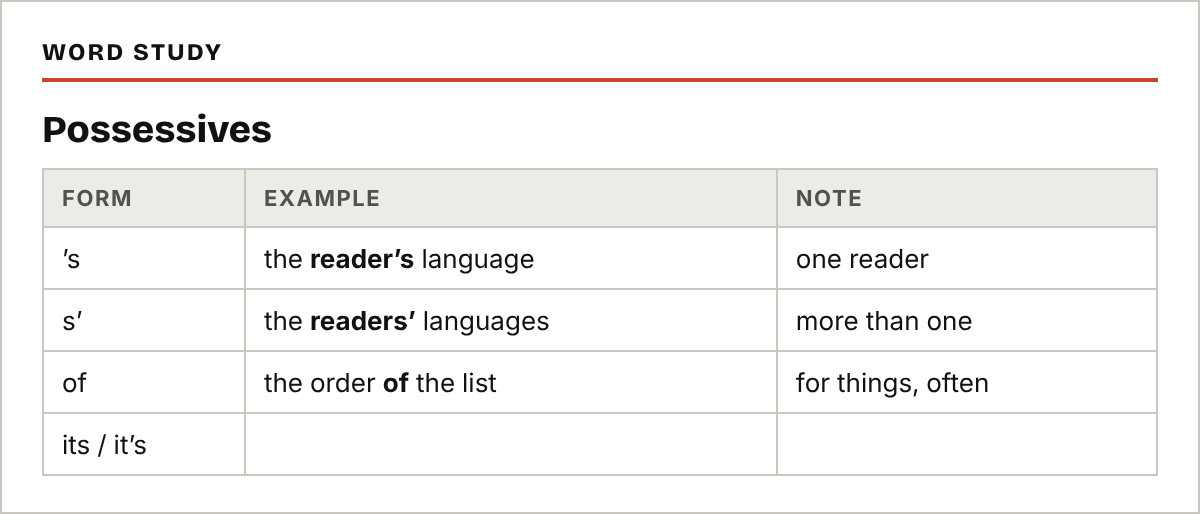 WORD STUDY
Possessives
FORM EXAMPLE NOTE
’s the reader’s language one reader
s’ the readers’ languages more than one
of the order of the list for things, often
its / it’s